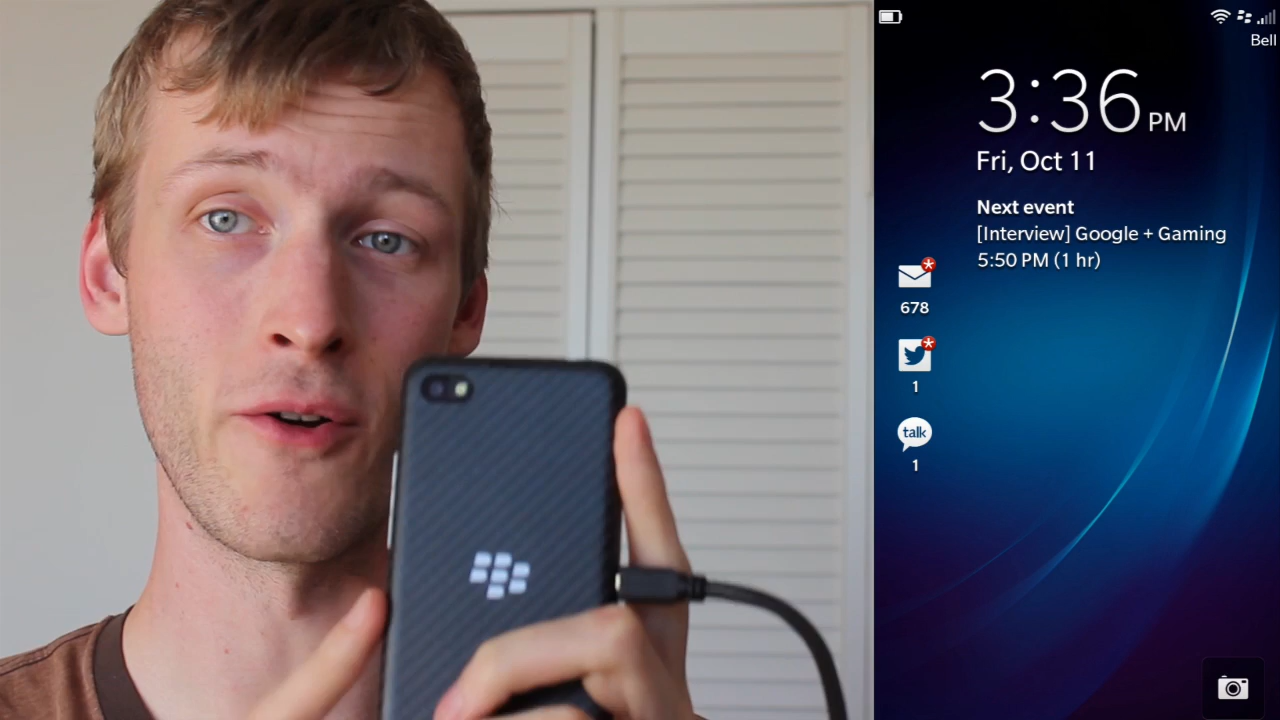 Bell
3:36 PM
Fri, Oct 11
Next event
[Interview] Google + Gaming
5:50 PM (1 hr)
678
1
talk
1